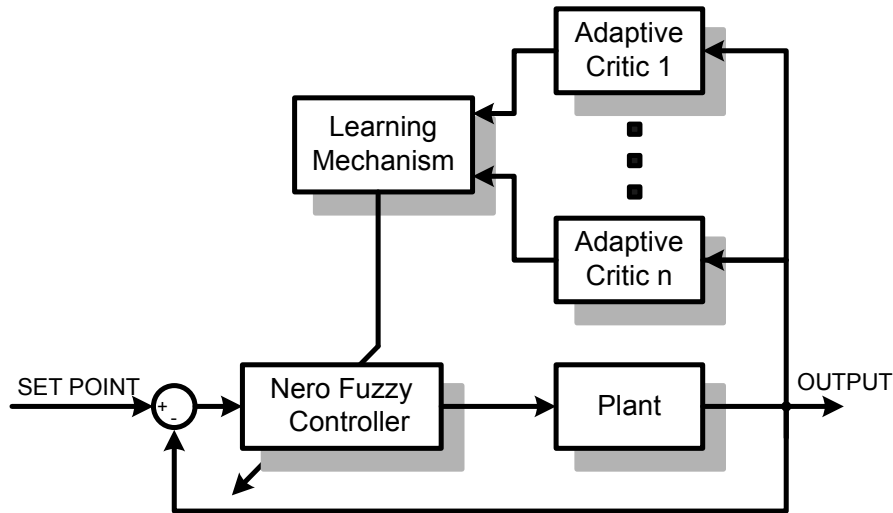 Adaptive
Critic 1
Learning
Mechanism
Adaptive
Critic n
SET POINT
+
-
Nero Fuzzy
Controller
Plant
OUTPUT